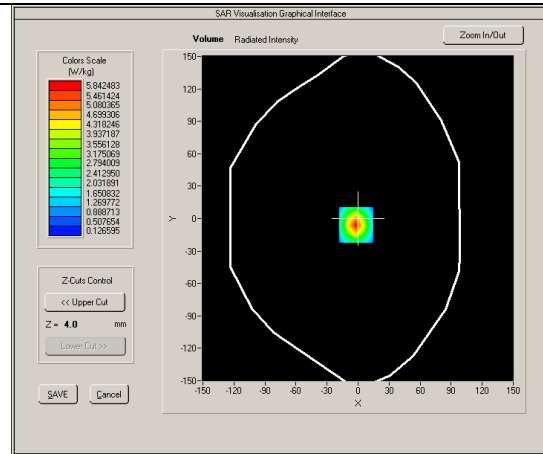 SAR Visualisation Graphical Interface
Volume Radiated Intensity
Zoom In/Out
Colors Scale
(W/kg)
5.842483
5.461424
5.080365
4.699306
4.318246
3.937187
3.556128
3.175069
2.794009
2.412950
2.031891
1.650832
1.269772
0.888713
0.507654
0.126595
Z-Cuts Control
<< Upper Cut
Z = 4.0 mm
Lower Cut >>
SAVE Cancel
150-
120-
90-
60-
30-
Y 0-
-30-
-60-
-90-
-120-
-150-
-150 -120 -90 -60 -30 0 30 60 90 120 150
X